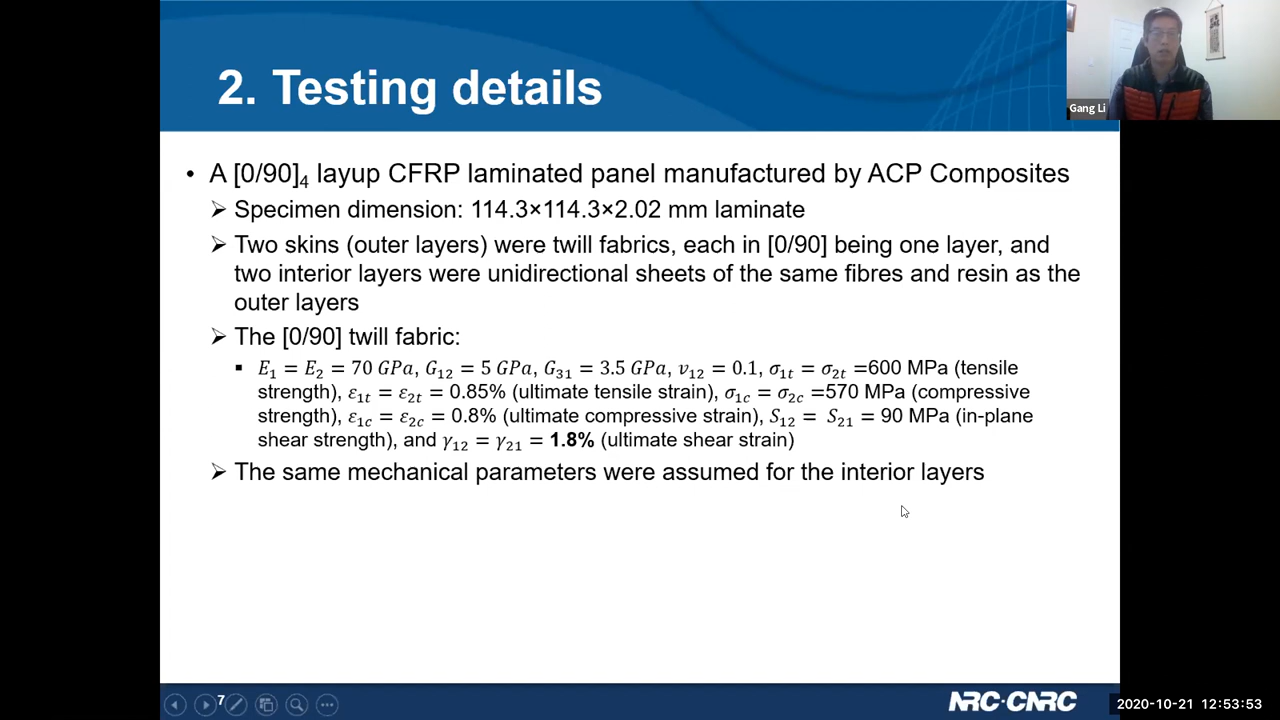 2. Testing details
Gang Li
• A [0/90]₄ layup CFRP laminated panel manufactured by ACP Composites
➢ Specimen dimension: 114.3×114.3×2.02 mm laminate
➢ Two skins (outer layers) were twill fabrics, each in [0/90] being one layer, and
two interior layers were unidirectional sheets of the same fibres and resin as the
outer layers
➢ The [0/90] twill fabric:
▪ E₁ = E₂ = 70 GPa, G₁₂ = 5 GPa, G₃₁ = 3.5 GPa, ν₁₂ = 0.1, σ₁ₜ = σ₂ₜ =600 MPa (tensile
strength), ε₁ₜ = ε₂ₜ = 0.85% (ultimate tensile strain), σ₁c = σ₂c =570 MPa (compressive
strength), ε₁c = ε₂c = 0.8% (ultimate compressive strain), S₁₂ = S₂₁ = 90 MPa (in-plane
shear strength), and γ₁₂ = γ₂₁ = 1.8% (ultimate shear strain)
➢ The same mechanical parameters were assumed for the interior layers
7
NRC·CNRC
2020-10-21 12:53:53